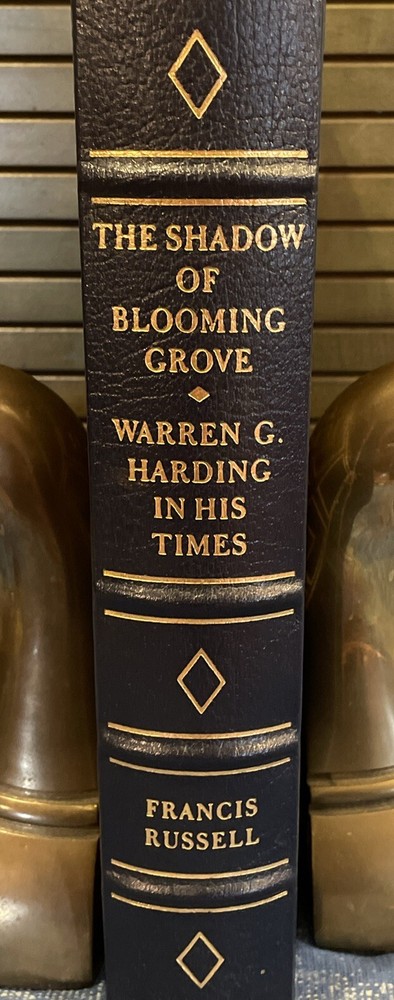 THE SHADOW
OF
BLOOMING
GROVE
WARREN G.
HARDING
IN HIS
TIMES
FRANCIS
RUSSELL